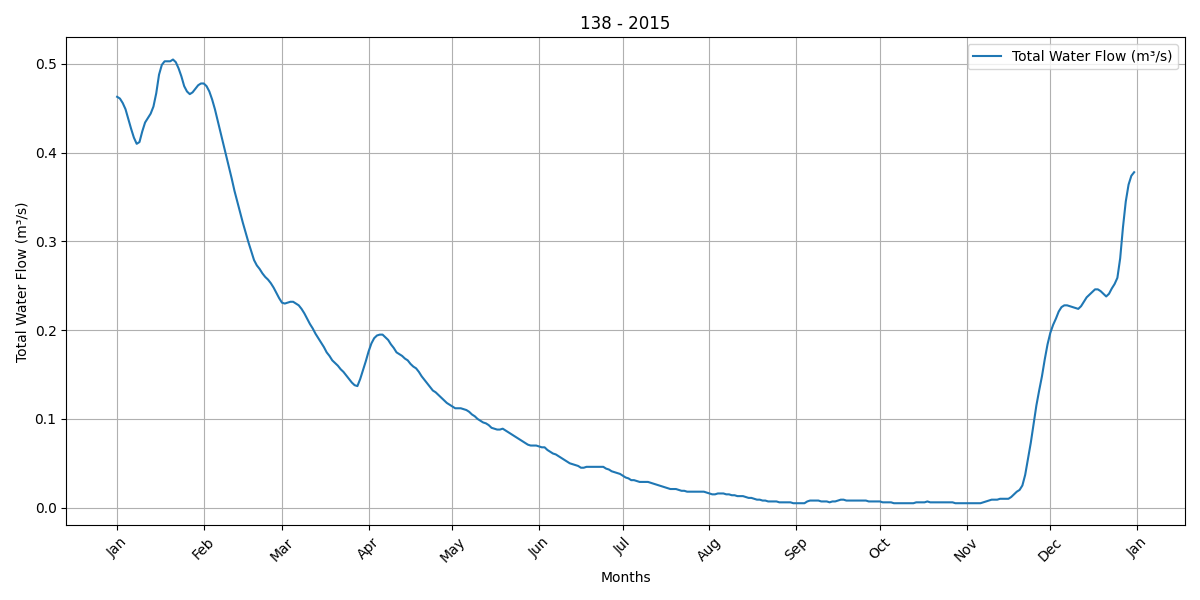 138 - 2015
Total Water Flow (m³/s)
Total Water Flow (m³/s)
0.5
0.4
0.3
0.2
0.1
0.0
Jan Feb Mar Apr May Jun Jul Aug Sep Oct Nov Dec Jan
Months